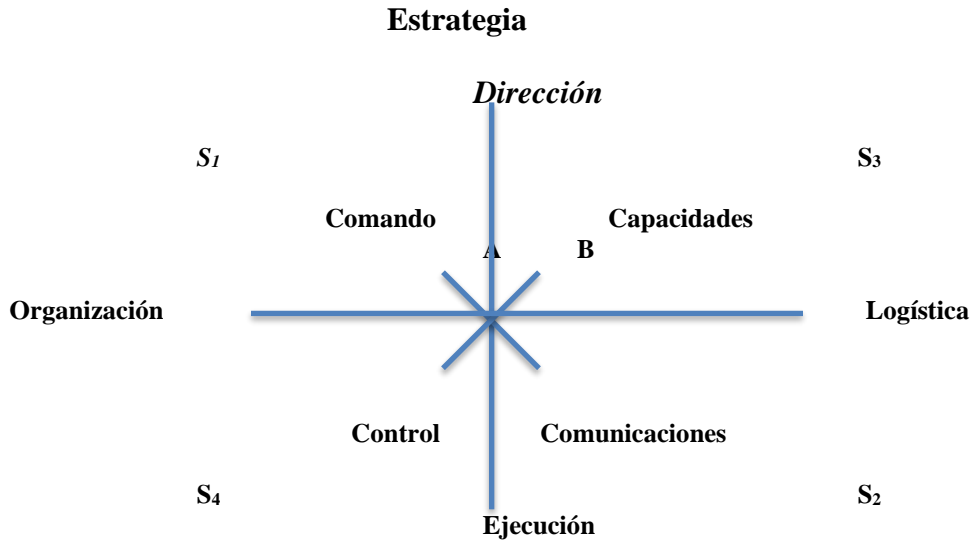 Estrategia
Dirección
S₁ S₃
Comando Capacidades
A B
Organización Logística
Control Comunicaciones
S₄ S₂
Ejecución